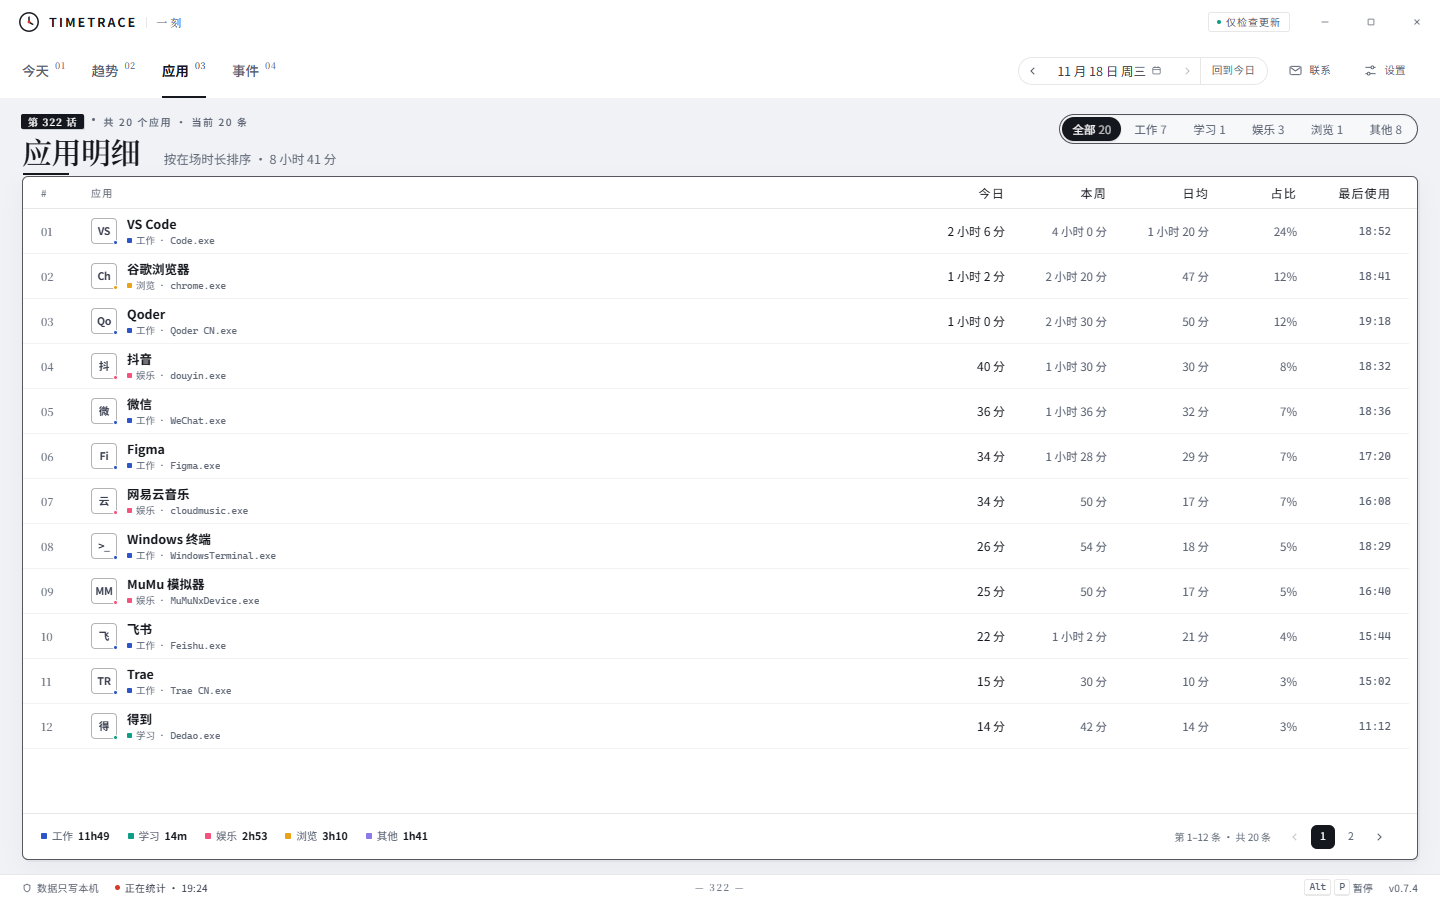 TIMETRACE 一刻
仅检查更新
今天 01 趋势 02 应用 03 事件 04
11 月 18 日 周三 回到今日 联系 设置
第 322 话 • 共 20 个应用 • 当前 20 条
全部 20 工作 7 学习 1 娱乐 3 浏览 1 其他 8
应用明细 按在场时长排序 • 8 小时 41 分
# 应用 今日 本周 日均 占比 最后使用
01 VS VS Code 2 小时 6 分 4 小时 0 分 1 小时 20 分 24% 18:52
工作 · Code.exe
02 Ch 谷歌浏览器 1 小时 2 分 2 小时 20 分 47 分 12% 18:41
浏览 · chrome.exe
03 Qo Qoder 1 小时 0 分 2 小时 30 分 50 分 12% 19:18
工作 · Qoder CN.exe
04 抖 抖音 40 分 1 小时 30 分 30 分 8% 18:32
娱乐 · douyin.exe
05 微 微信 36 分 1 小时 36 分 32 分 7% 18:36
工作 · WeChat.exe
06 Fi Figma 34 分 1 小时 28 分 29 分 7% 17:20
工作 · Figma.exe
07 云 网易云音乐 34 分 50 分 17 分 7% 16:08
娱乐 · cloudmusic.exe
08 >_ Windows 终端 26 分 54 分 18 分 5% 18:29
工作 · WindowsTerminal.exe
09 MM MuMu 模拟器 25 分 50 分 17 分 5% 16:40
娱乐 · MuMuNxDevice.exe
10 飞 飞书 22 分 1 小时 2 分 21 分 4% 15:44
工作 · Feishu.exe
11 TR Trae 15 分 30 分 10 分 3% 15:02
工作 · Trae CN.exe
12 得 得到 14 分 42 分 14 分 3% 11:12
学习 · Dedao.exe
工作 11h49 学习 14m 娱乐 2h53 浏览 3h10 其他 1h41
第 1–12 条 • 共 20 条 1 2
数据只写本机 正在统计 • 19:24 — 322 — Alt P 暂停 v0.7.4